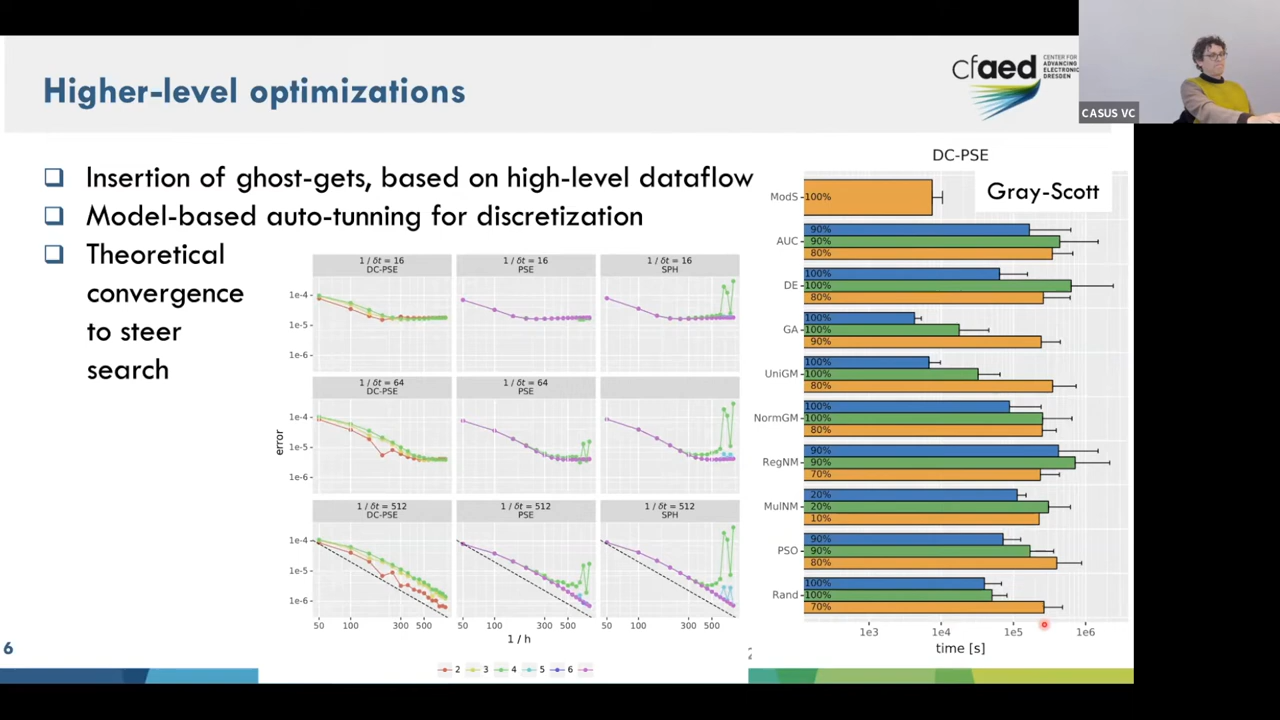 Higher-level optimizations
cfaed
CENTER FOR
ADVANCING
ELECTRONIC
DRESDEN
CASUS VC
Insertion of ghost-gets, based on high-level dataflow
Model-based auto-tunning for discretization
Theoretical
convergence
to steer
search
1 / δt = 16
DC-PSE
1 / δt = 16
PSE
1 / δt = 16
SPH
1e-4
1e-5
1e-6
1 / δt = 64
DC-PSE
1 / δt = 64
PSE
1e-4
1e-5
1e-6
error
1 / δt = 512
DC-PSE
1 / δt = 512
PSE
1 / δt = 512
SPH
1e-4
1e-5
1e-6
50 100 300 500 50 100 300 500 50 100 300 500
1 / h
2 3 4 5 6
DC-PSE
Gray-Scott
ModS 100%
90%
AUC 90%
80%
100%
DE 100%
80%
100%
GA 100%
90%
100%
UniGM 100%
80%
100%
NormGM 100%
80%
90%
RegNM 90%
70%
20%
MulNM 20%
10%
90%
PSO 90%
80%
100%
Rand 100%
70%
1e3 1e4 1e5 1e6
time [s]
6